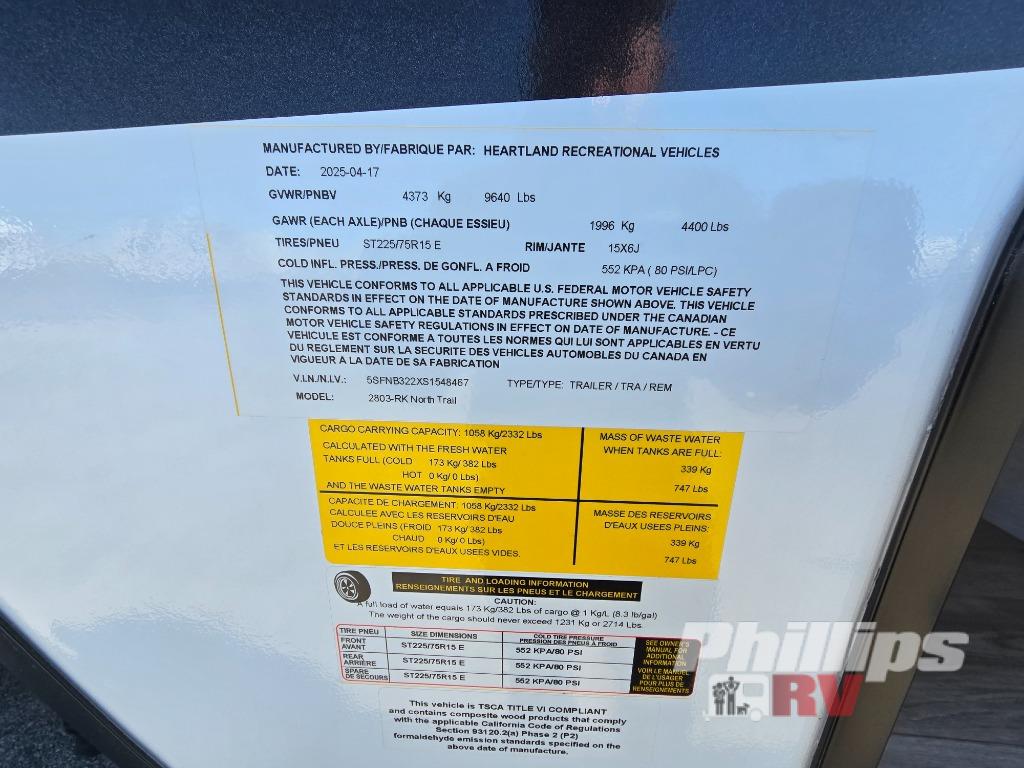 MANUFACTURED BY/FABRIQUE PAR: HEARTLAND RECREATIONAL VEHICLES
DATE: 2025-04-17
GVWR/PNBV 4373 Kg 9640 Lbs
GAWR (EACH AXLE)/PNB (CHAQUE ESSIEU) 1996 Kg 4400 Lbs
TIRES/PNEU ST225/75R15 E RIM/JANTE 15X6J
COLD INFL. PRESS./PRESS. DE GONFL. A FROID 552 KPA ( 80 PSI/LPC)
THIS VEHICLE CONFORMS TO ALL APPLICABLE U.S. FEDERAL MOTOR VEHICLE SAFETY
STANDARDS IN EFFECT ON THE DATE OF MANUFACTURE SHOWN ABOVE. THIS VEHICLE
CONFORMS TO ALL APPLICABLE STANDARDS PRESCRIBED UNDER THE CANADIAN
MOTOR VEHICLE SAFETY REGULATIONS IN EFFECT ON DATE OF MANUFACTURE. - CE
VEHICULE EST CONFORME A TOUTES LES NORMES QUI LUI SONT APPLICABLES EN VERTU
DU REGLEMENT SUR LA SECURITE DES VEHICLES AUTOMOBILES DU CANADA EN
VIGUEUR A LA DATE DE SA FABRICATION
V.I.N./N.I.V.: 5SFNB322XS1548467 TYPE/TYPE: TRAILER / TRA / REM
MODEL: 2803-RK North Trail
CARGO CARRYING CAPACITY: 1058 Kg/2332 Lbs
CALCULATED WITH THE FRESH WATER
TANKS FULL (COLD 173 Kg/ 382 Lbs
HOT 0 Kg/ 0 Lbs)
AND THE WASTE WATER TANKS EMPTY
MASS OF WASTE WATER
WHEN TANKS ARE FULL:
339 Kg
747 Lbs
CAPACITE DE CHARGEMENT: 1058 Kg/2332 Lbs
CALCULEE AVEC LES RESERVOIRS D'EAU
DOUCE PLEINS (FROID 173 Kg/ 382 Lbs
CHAUD 0 Kg/ 0 Lbs)
ET LES RESERVOIRS D'EAU USEES VIDES.
MASSE DES RESERVOIRS
D'EAUX USEES PLEINS:
339 Kg
747 Lbs
TIRE AND LOADING INFORMATION
RENSEIGNEMENTS SUR LES PNEUS ET LE CHARGEMENT
CAUTION:
A full load of water equals 173 Kg/382 Lbs of cargo @ 1 Kg/L (8.3 lb/gal)
The weight of the cargo should never exceed 1231 Kg or 2714 Lbs.
TIRE PNEU SIZE DIMENSIONS COLD TIRE PRESSURE
PRESSION DES PNEUS A FROID
FRONT
AVANT ST225/75R15 E 552 KPA/80 PSI
REAR
ARRIÈRE ST225/75R15 E 552 KPA/80 PSI
SPARE
DE SECOURS ST225/75R15 E 552 KPA/80 PSI
SEE OWNER'S
MANUAL FOR
ADDITIONAL
INFORMATION
VOIR LE MANUEL
DE L'USAGER
POUR PLUS DE
RENSEIGNEMENTS
This vehicle is TSCA TITLE VI COMPLIANT
and contains composite wood products that comply
with the applicable California Code of Regulations
Section 93120.2(a) Phase 2 (P2)
formaldehyde emission standards specified on the
above date of manufacture.
Phillips
RV